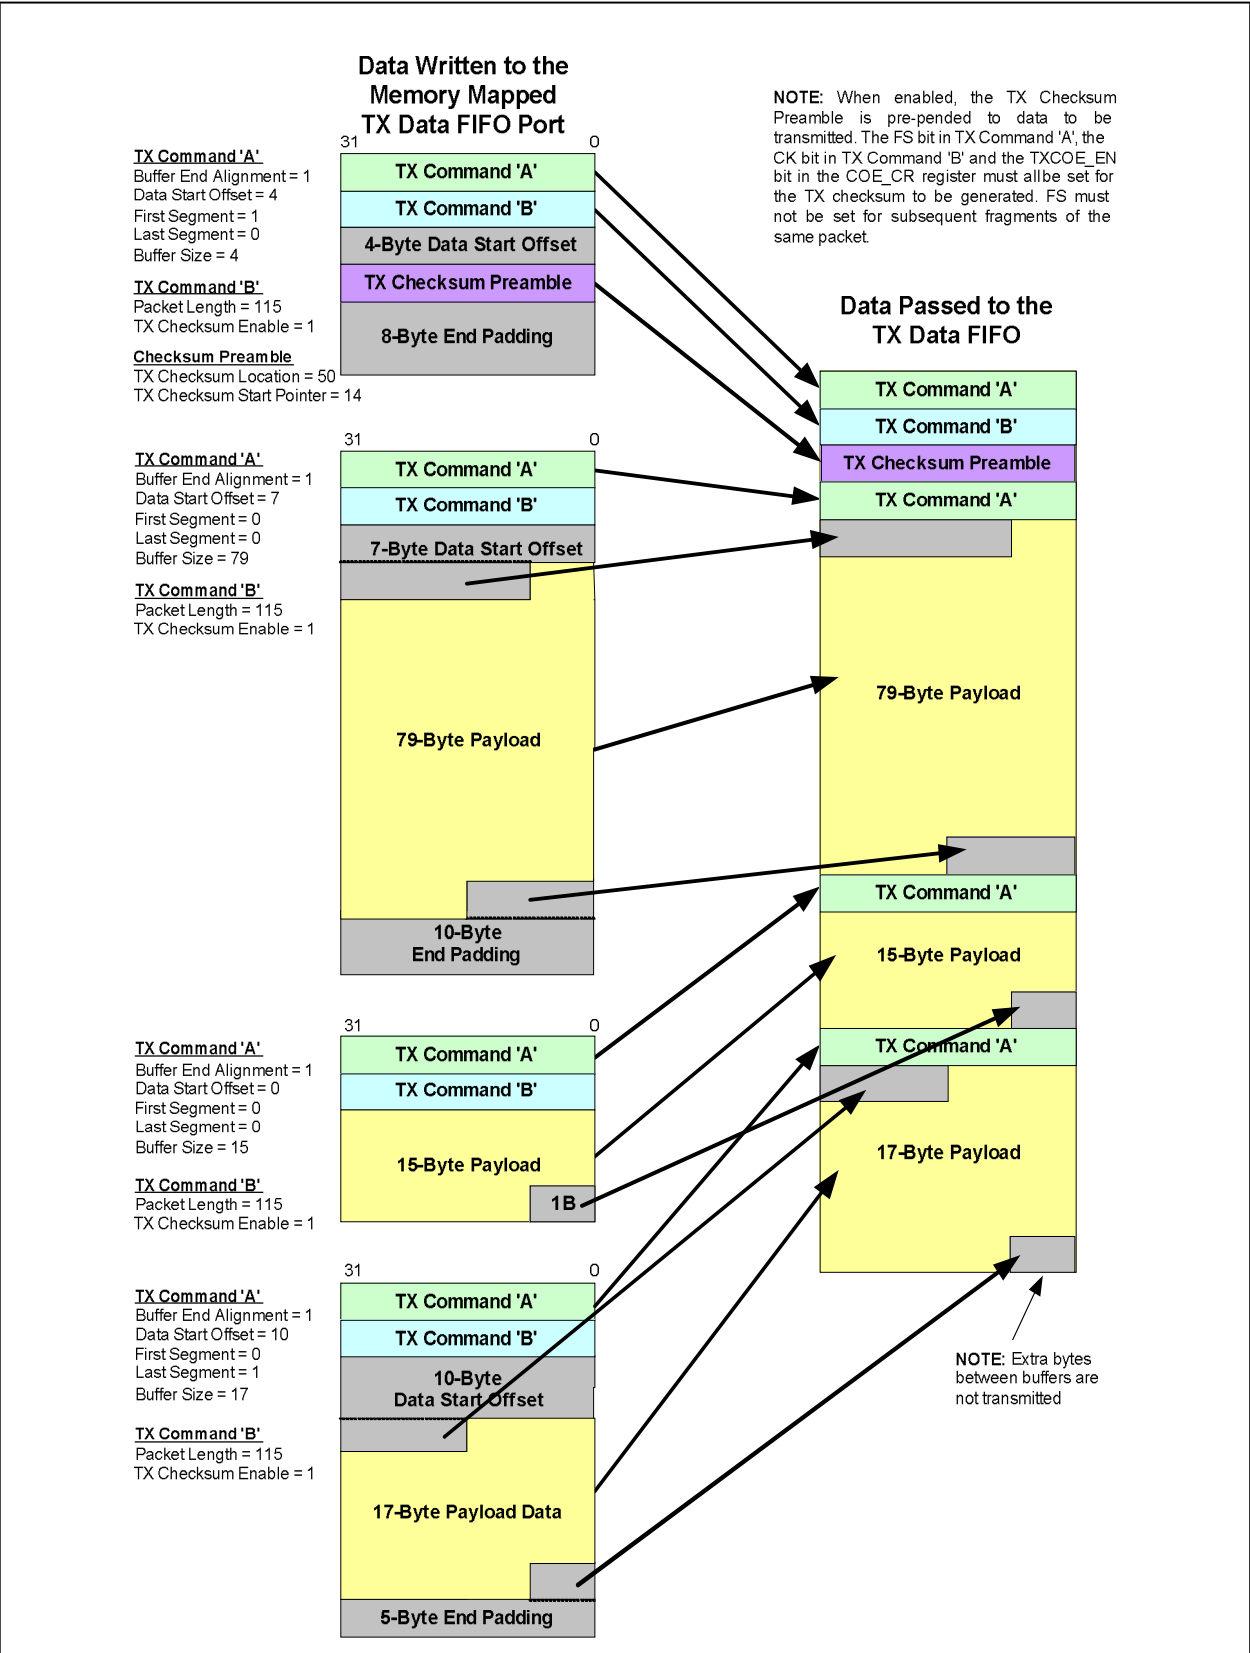 Data Written to the
Memory Mapped
TX Data FIFO Port
NOTE: When enabled, the TX Checksum
Preamble is pre-pended to data to be
transmitted. The FS bit in TX Command 'A', the
CK bit in TX Command 'B' and the TXCOE_EN
bit in the COE_CR register must allbe set for
the TX checksum to be generated. FS must
not be set for subsequent fragments of the
same packet.
31 0
TX Command 'A'
Buffer End Alignment = 1
Data Start Offset = 4
First Segment = 1
Last Segment = 0
Buffer Size = 4
TX Command 'B'
Packet Length = 115
TX Checksum Enable = 1
Checksum Preamble
TX Checksum Location = 50
TX Checksum Start Pointer = 14
TX Command 'A'
TX Command 'B'
4-Byte Data Start Offset
TX Checksum Preamble
8-Byte End Padding
31 0
TX Command 'A'
Buffer End Alignment = 1
Data Start Offset = 7
First Segment = 0
Last Segment = 0
Buffer Size = 79
TX Command 'B'
Packet Length = 115
TX Checksum Enable = 1
TX Command 'A'
TX Command 'B'
7-Byte Data Start Offset
79-Byte Payload
10-Byte
End Padding
31 0
TX Command 'A'
Buffer End Alignment = 1
Data Start Offset = 0
First Segment = 0
Last Segment = 0
Buffer Size = 15
TX Command 'B'
Packet Length = 115
TX Checksum Enable = 1
TX Command 'A'
TX Command 'B'
15-Byte Payload
1B
31 0
TX Command 'A'
Buffer End Alignment = 1
Data Start Offset = 10
First Segment = 0
Last Segment = 1
Buffer Size = 17
TX Command 'B'
Packet Length = 115
TX Checksum Enable = 1
TX Command 'A'
TX Command 'B'
10-Byte
Data Start Offset
17-Byte Payload Data
5-Byte End Padding
Data Passed to the
TX Data FIFO
TX Command 'A'
TX Command 'B'
TX Checksum Preamble
TX Command 'A'
79-Byte Payload
TX Command 'A'
15-Byte Payload
TX Command 'A'
17-Byte Payload
NOTE: Extra bytes
between buffers are
not transmitted